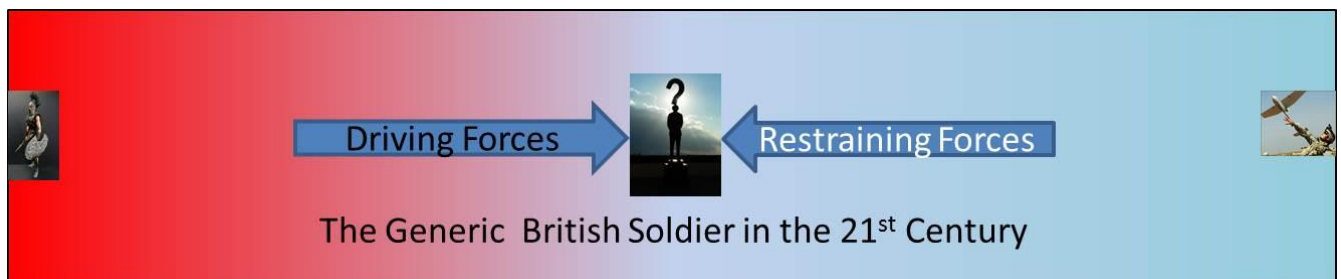 Driving Forces
?
Restraining Forces
The Generic British Soldier in the 21st Century